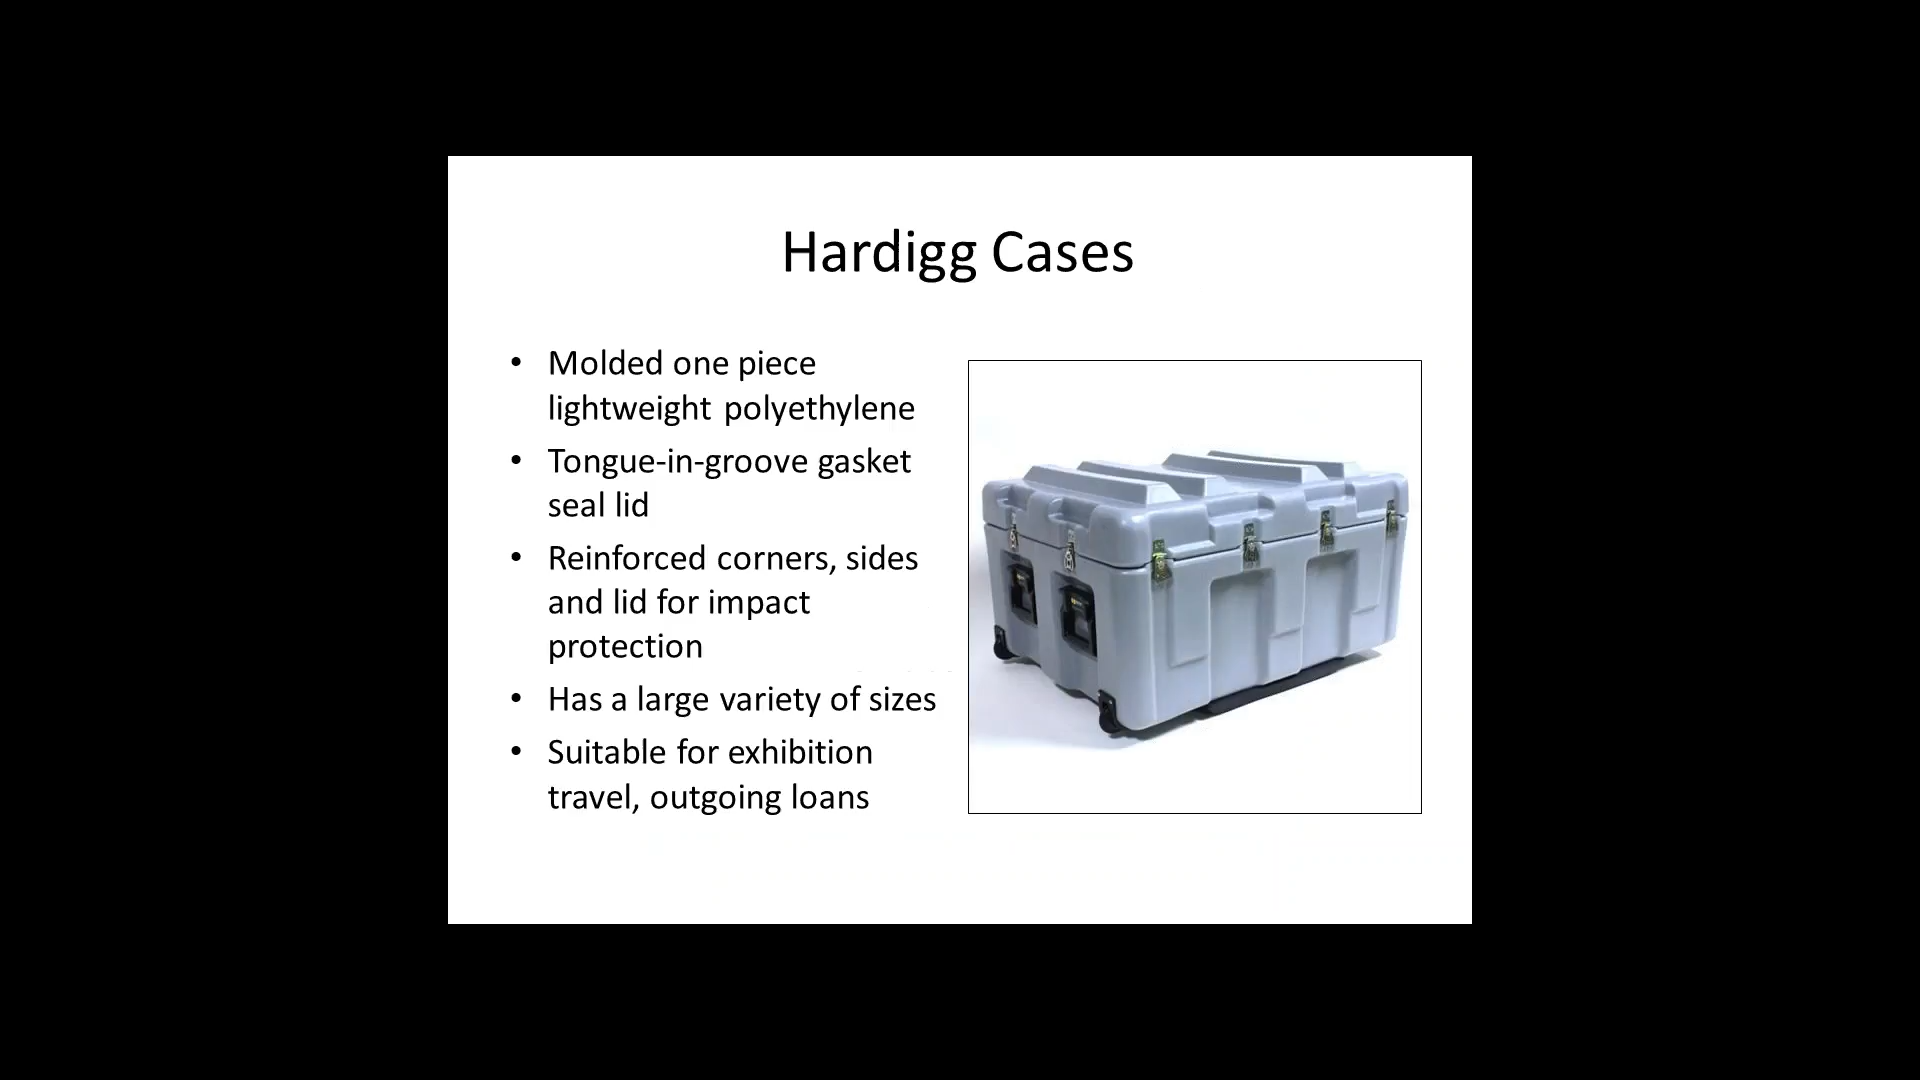 Hardigg Cases
• Molded one piece
lightweight polyethylene
• Tongue-in-groove gasket
seal lid
• Reinforced corners, sides
and lid for impact
protection
• Has a large variety of sizes
• Suitable for exhibition
travel, outgoing loans